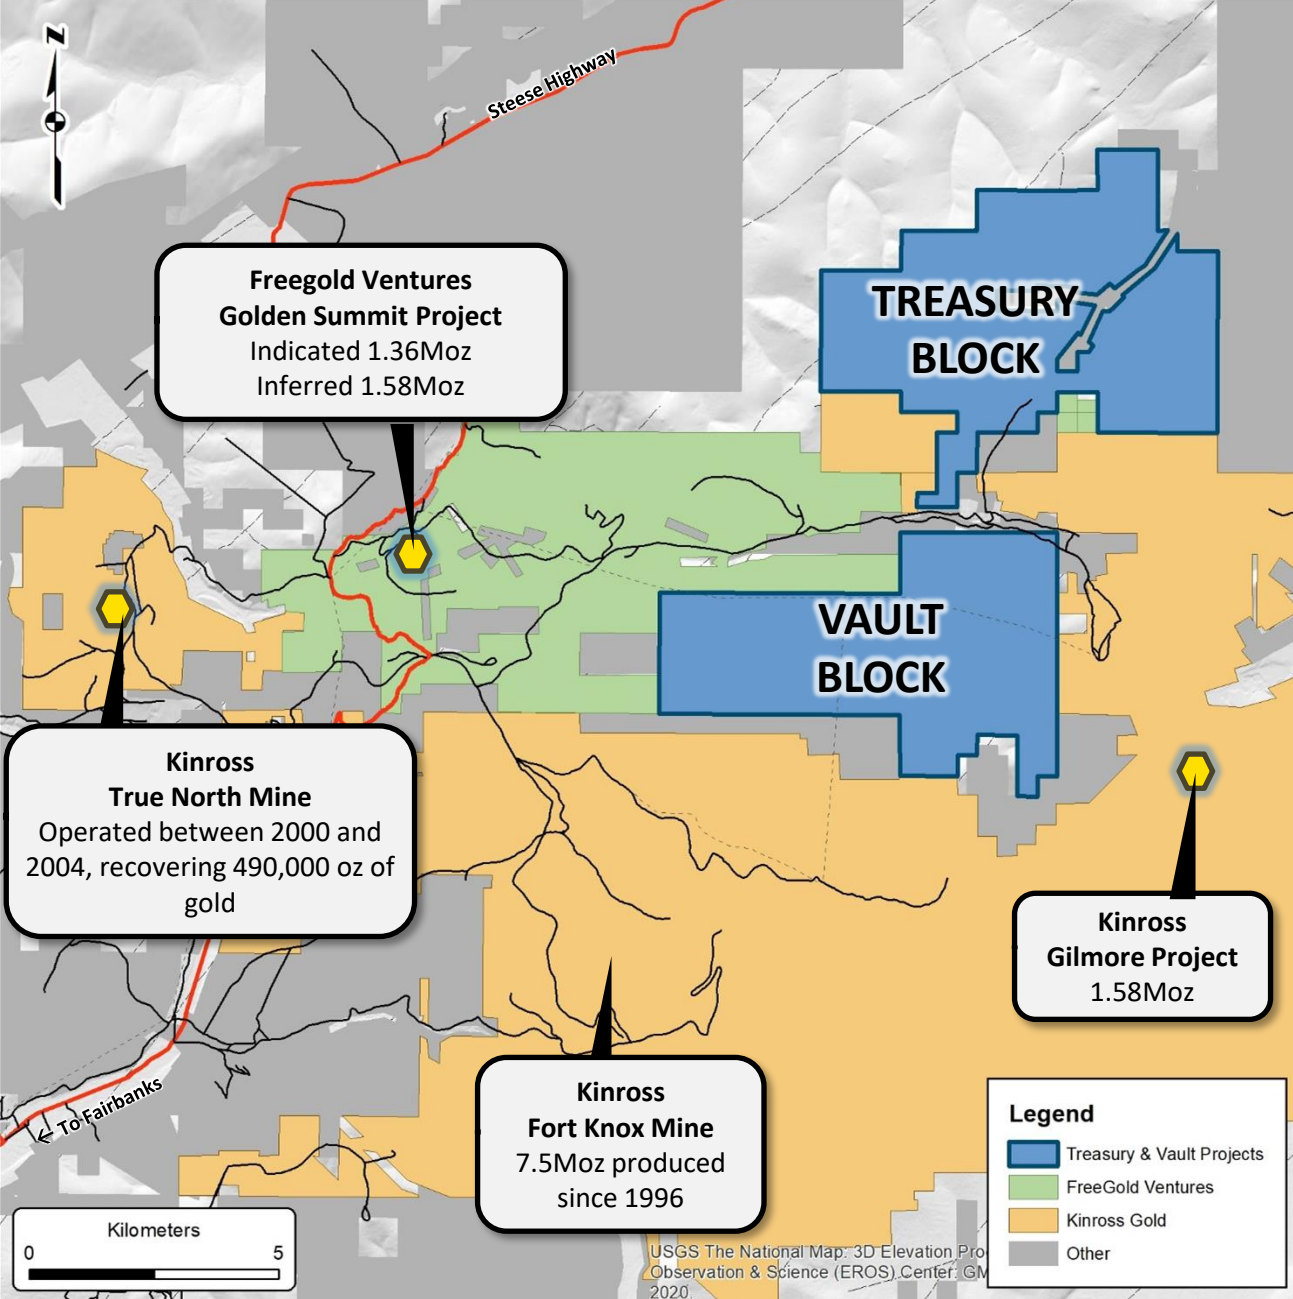 N
Steese Highway
Freegold Ventures
Golden Summit Project
Indicated 1.36Moz
Inferred 1.58Moz
TREASURY
BLOCK
VAULT
BLOCK
Kinross
True North Mine
Operated between 2000 and
2004, recovering 490,000 oz of
gold
Kinross
Gilmore Project
1.58Moz
Kinross
Fort Knox Mine
7.5Moz produced
since 1996
← To Fairbanks
Kilometers
0 5
Legend
Treasury & Vault Projects
FreeGold Ventures
Kinross Gold
Other
USGS The National Map: 3D Elevation
Observation & Science (EROS) Center:
2020.